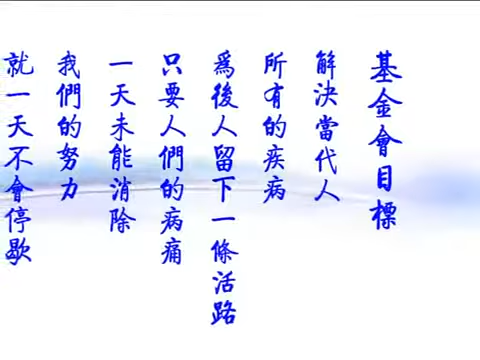 基金會目標
解決當代人
所有的疾病
爲後人留下一條活路
只要人們的病痛
一天未能消除
我們的努力
就一天不會停歇